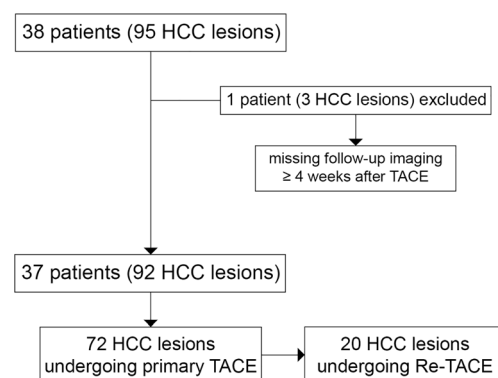 38 patients (95 HCC lesions)
1 patient (3 HCC lesions) excluded
missing follow-up imaging
≥ 4 weeks after TACE
37 patients (92 HCC lesions)
72 HCC lesions
undergoing primary TACE
20 HCC lesions
undergoing Re-TACE